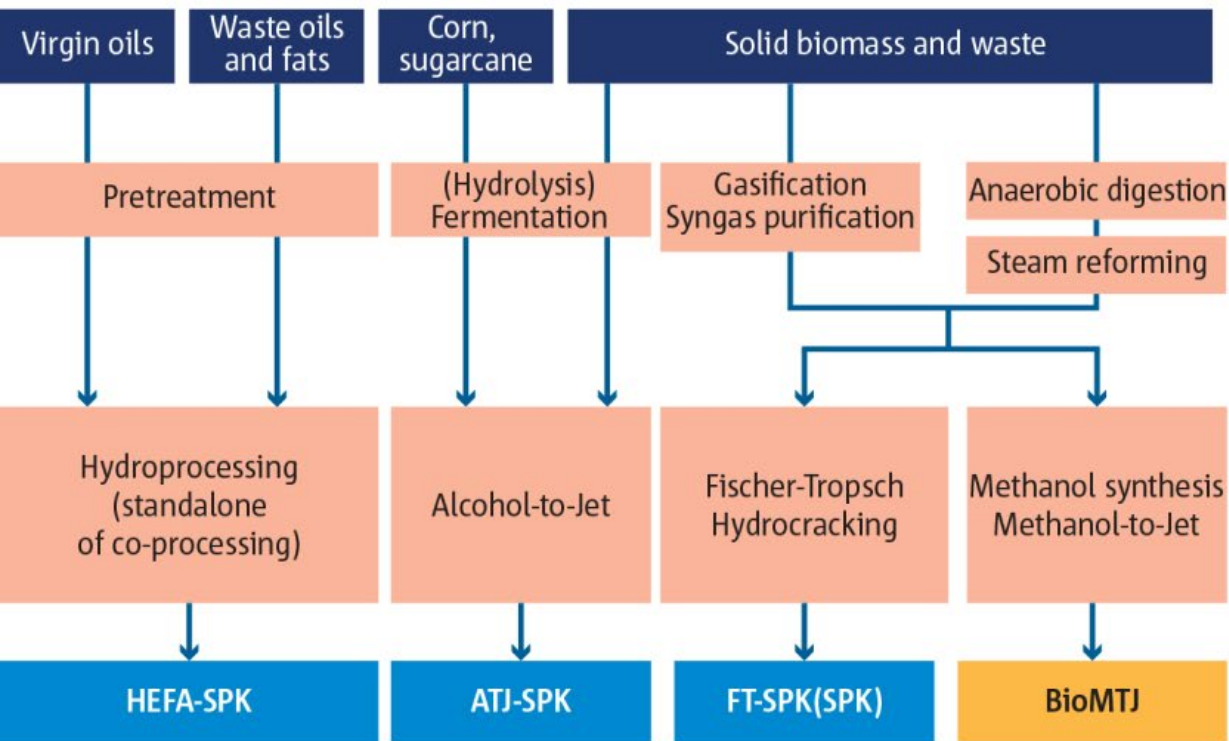 Virgin oils
Waste oils
and fats
Corn,
sugarcane
Solid biomass and waste
Pretreatment
(Hydrolysis)
Fermentation
Gasification
Syngas purification
Anaerobic digestion
Steam reforming
Hydroprocessing
(standalone
of co-processing)
Alcohol-to-Jet
Fischer-Tropsch
Hydrocracking
Methanol synthesis
Methanol-to-Jet
HEFA-SPK
ATJ-SPK
FT-SPK(SPK)
BioMTJ